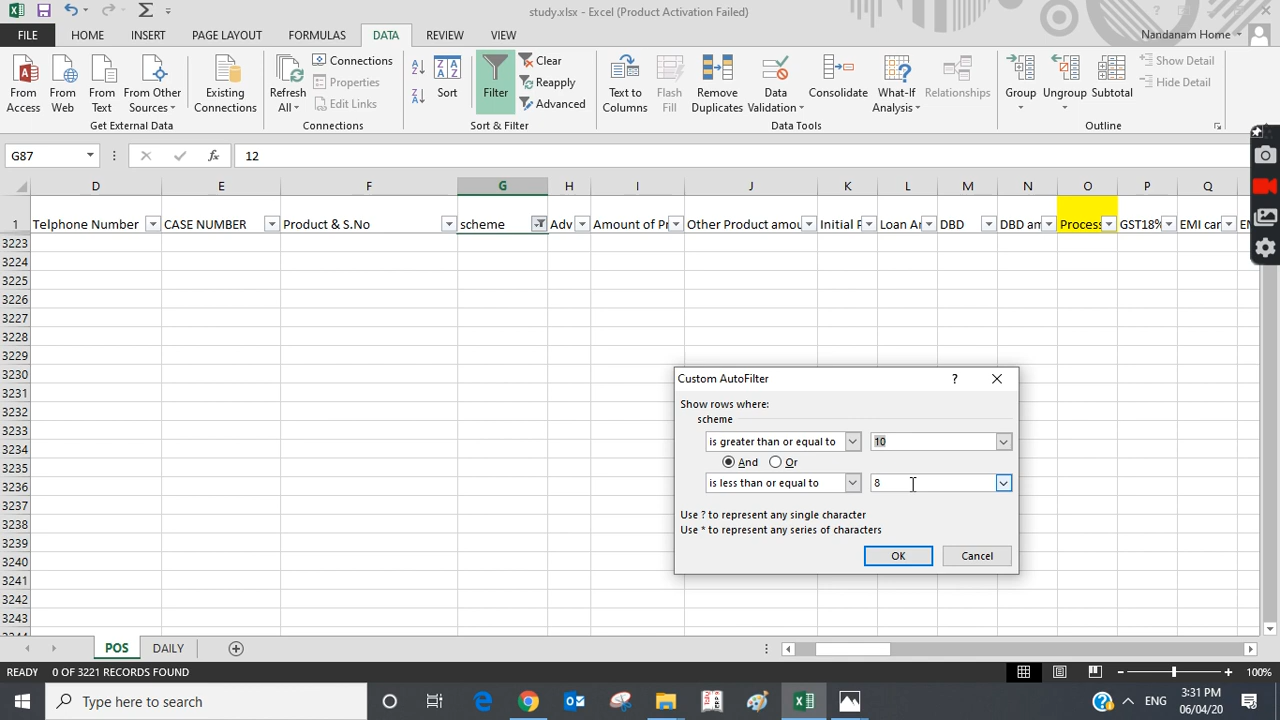 study.xlsx - Excel (Product Activation Failed)
FILE HOME INSERT PAGE LAYOUT FORMULAS DATA REVIEW VIEW Nandanam Home
From Access
From Web
From Text
From Other Sources
Get External Data
Existing Connections
Refresh All
Connections
Properties
Edit Links
Connections
Sort
Filter
Clear
Reapply
Advanced
Sort & Filter
Text to Columns
Flash Fill
Remove Duplicates
Data Validation
Consolidate
What-If Analysis
Relationships
Data Tools
Group
Ungroup
Subtotal
Show Detail
Hide Detail
Outline
G87 fx 12
D E F G H I J K L M N O P Q
1 Telphone Number CASE NUMBER Product & S.No scheme Adv Amount of Pr Other Product amou Initial F Loan Ar DBD DBD am Process GST18% EMI car EN
3223
3224
3225
3226
3227
3228
3229
3230
3231
3232
3233
3234
3235
3236
3237
3238
3239
3240
3241
3242
3243
Custom AutoFilter ?
Show rows where:
scheme
is greater than or equal to 10
And Or
is less than or equal to 8
Use ? to represent any single character
Use * to represent any series of characters
OK Cancel
POS DAILY
READY 0 OF 3221 RECORDS FOUND 100%
Type here to search ENG 3:31 PM
06/04/20